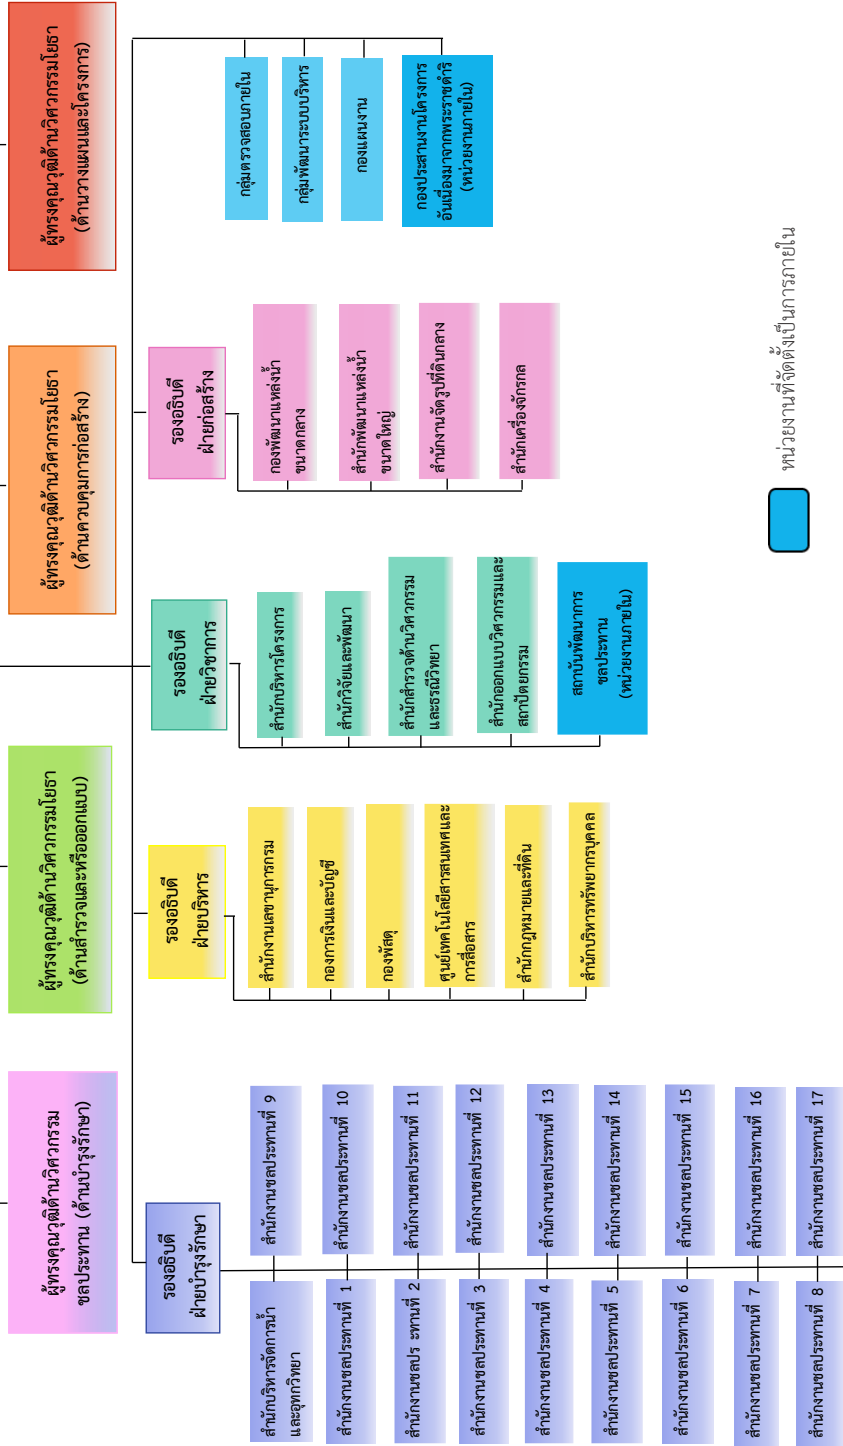 ผู้ทรงคุณวุฒิด้านวิศวกรรม
ชลประทาน (ด้านบำรุงรักษา)
ผู้ทรงคุณวุฒิด้านวิศวกรรมโยธา
(ด้านสำรวจและหรือออกแบบ)
ผู้ทรงคุณวุฒิด้านวิศวกรรมโยธา
(ด้านควบคุมการก่อสร้าง)
ผู้ทรงคุณวุฒิด้านวิศวกรรมโยธา
(ด้านวางแผนและโครงการ)
รองอธิบดี
ฝ่ายบำรุงรักษา
สำนักบริหารจัดการน้ำ
และอุทกวิทยา
สำนักงานชลประทานที่ 1
สำนักงานชลปร ะทานที่ 2
สำนักงานชลประทานที่ 3
สำนักงานชลประทานที่ 4
สำนักงานชลประทานที่ 5
สำนักงานชลประทานที่ 6
สำนักงานชลประทานที่ 7
สำนักงานชลประทานที่ 8
สำนักงานชลประทานที่ 9
สำนักงานชลประทานที่ 10
สำนักงานชลประทานที่ 11
สำนักงานชลประทานที่ 12
สำนักงานชลประทานที่ 13
สำนักงานชลประทานที่ 14
สำนักงานชลประทานที่ 15
สำนักงานชลประทานที่ 16
สำนักงานชลประทานที่ 17
รองอธิบดี
ฝ่ายบริหาร
สำนักงานเลขานุการกรม
กองการเงินและบัญชี
กองพัสดุ
ศูนย์เทคโนโลยีสารสนเทศและ
การสื่อสาร
สำนักกฎหมายและที่ดิน
สำนักบริหารทรัพยากรบุคคล
รองอธิบดี
ฝ่ายวิชาการ
สำนักบริหารโครงการ
สำนักวิจัยและพัฒนา
สำนักสำรวจด้านวิศวกรรม
และธรณีวิทยา
สำนักออกแบบวิศวกรรมและ
สถาปัตยกรรม
สถาบันพัฒนาการ
ชลประทาน
(หน่วยงานภายใน)
รองอธิบดี
ฝ่ายก่อสร้าง
กองพัฒนาแหล่งน้ำ
ขนาดกลาง
สำนักพัฒนาแหล่งน้ำ
ขนาดใหญ่
สำนักงานจัดรูปที่ดินกลาง
สำนักเครื่องจักรกล
กลุ่มตรวจสอบภายใน
กลุ่มพัฒนาระบบบริหาร
กองแผนงาน
กองประสานงานโครงการ
อันเนื่องมาจากพระราชดำริ
(หน่วยงานภายใน)
หน่วยงานที่จัดตั้งเป็นการภายใน